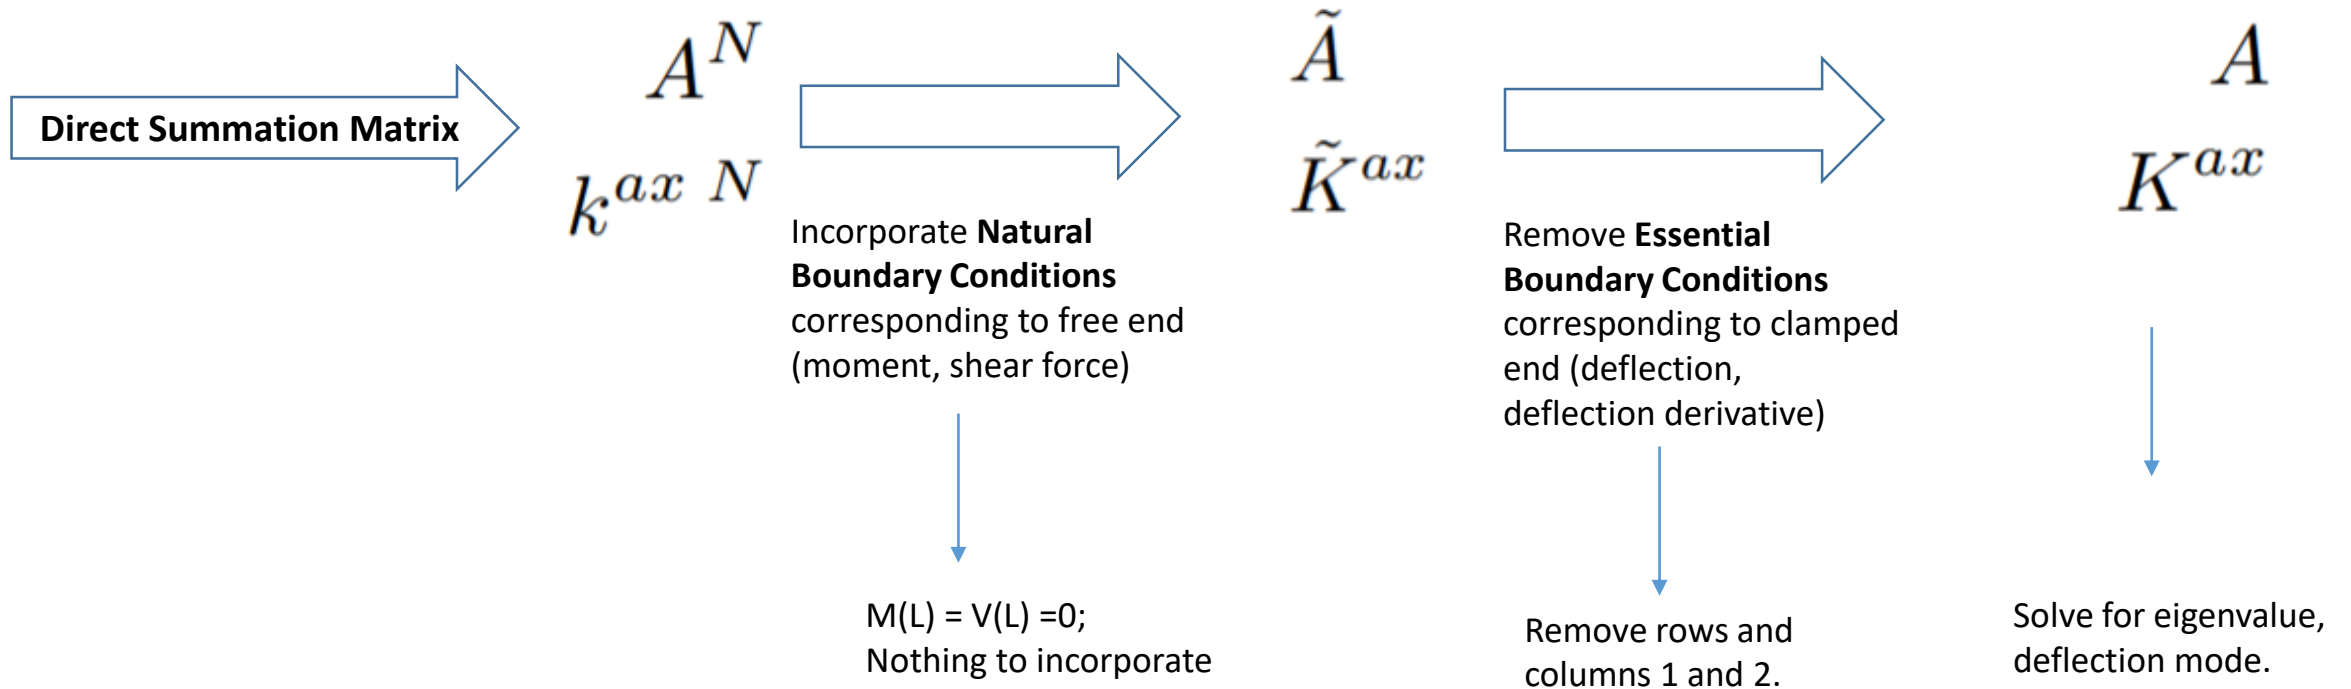 Direct Summation Matrix
A^N
k^{ax N}
Incorporate Natural
Boundary Conditions
corresponding to free end
(moment, shear force)
M(L) = V(L) =0;
Nothing to incorporate
Ã
K̃^{ax}
Remove Essential
Boundary Conditions
corresponding to clamped
end (deflection,
deflection derivative)
Remove rows and
columns 1 and 2.
A
K^{ax}
Solve for eigenvalue,
deflection mode.